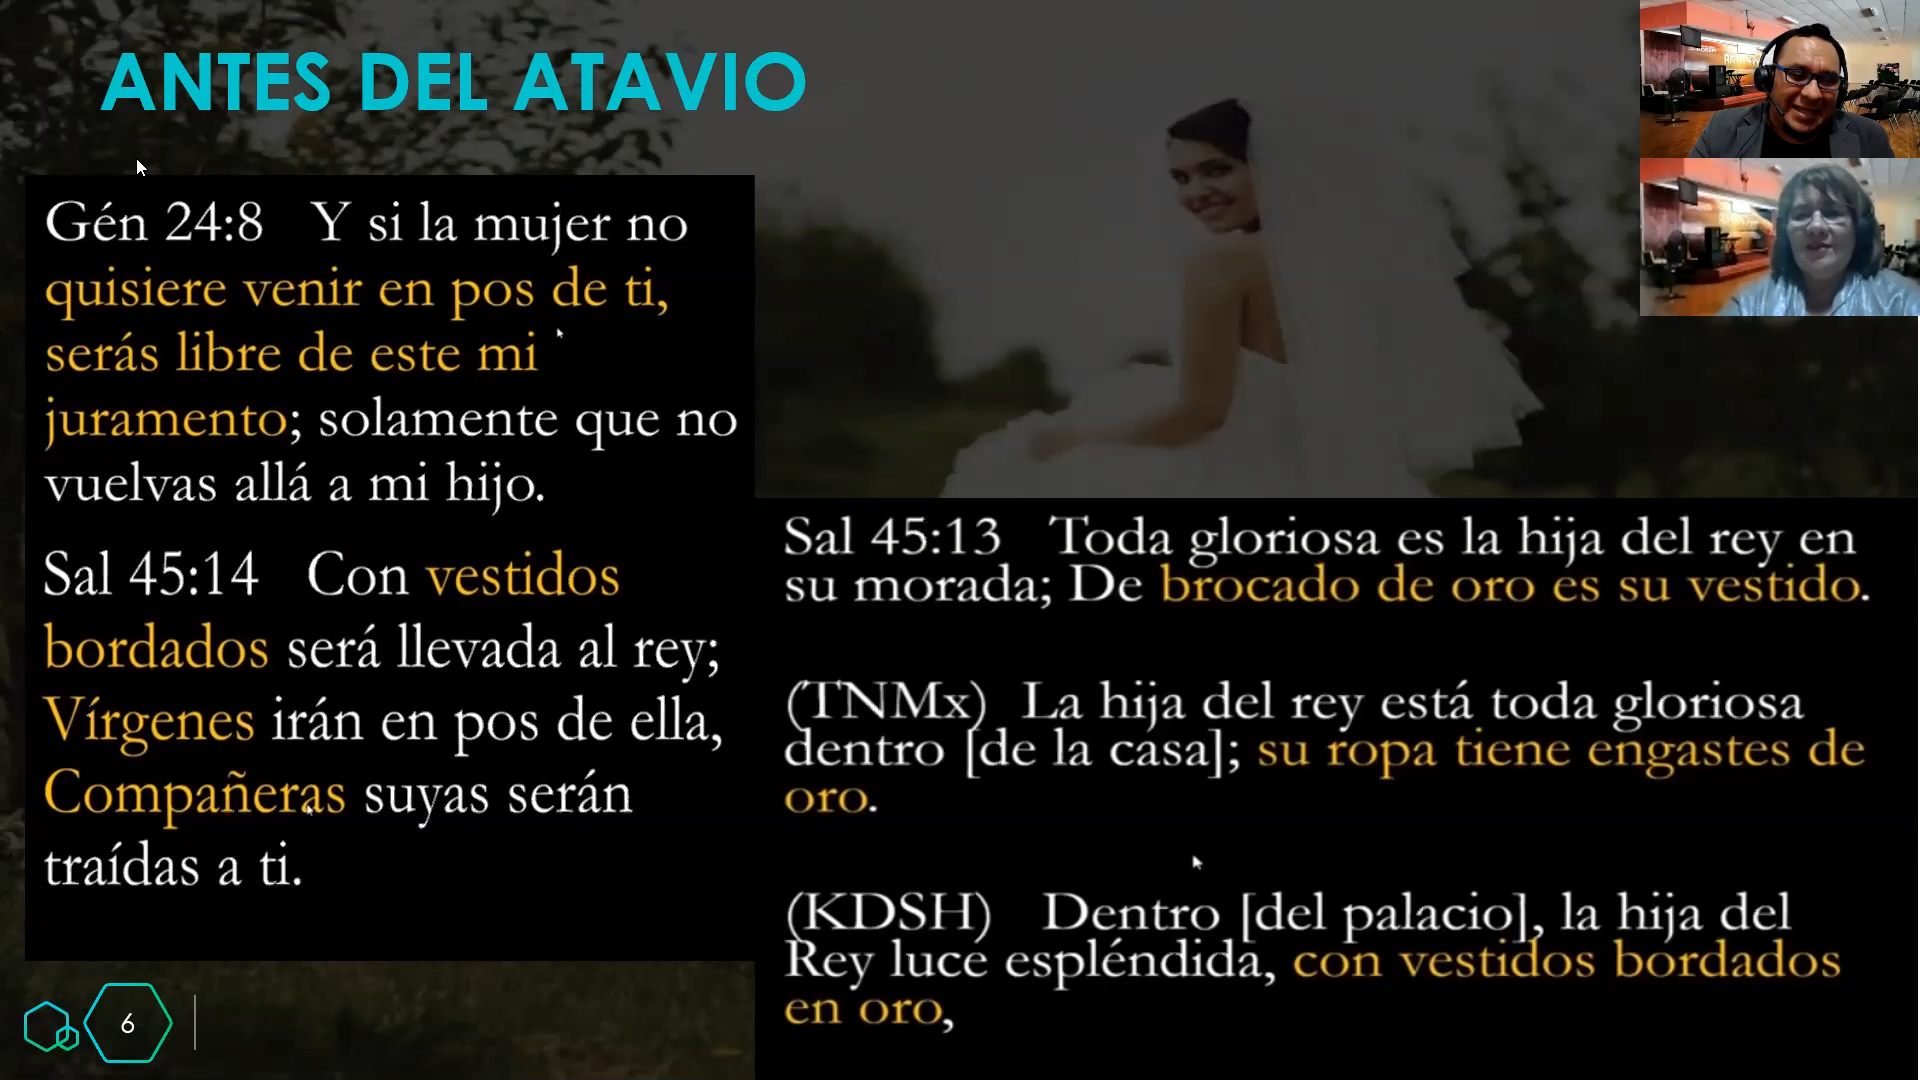 ANTES DEL ATAVIO
Gén 24:8 Y si la mujer no
quisiere venir en pos de ti,
serás libre de este mi
juramento; solamente que no
vuelvas allá a mi hijo.
Sal 45:14 Con vestidos
bordados será llevada al rey;
Vírgenes irán en pos de ella,
Compañeras suyas serán
traídas a ti.
Sal 45:13 Toda gloriosa es la hija del rey en
su morada; De brocado de oro es su vestido.
(TNMx) La hija del rey está toda gloriosa
dentro [de la casa]; su ropa tiene engastes de
oro.
(KDSH) Dentro [del palacio], la hija del
Rey luce espléndida, con vestidos bordados
en oro,
6